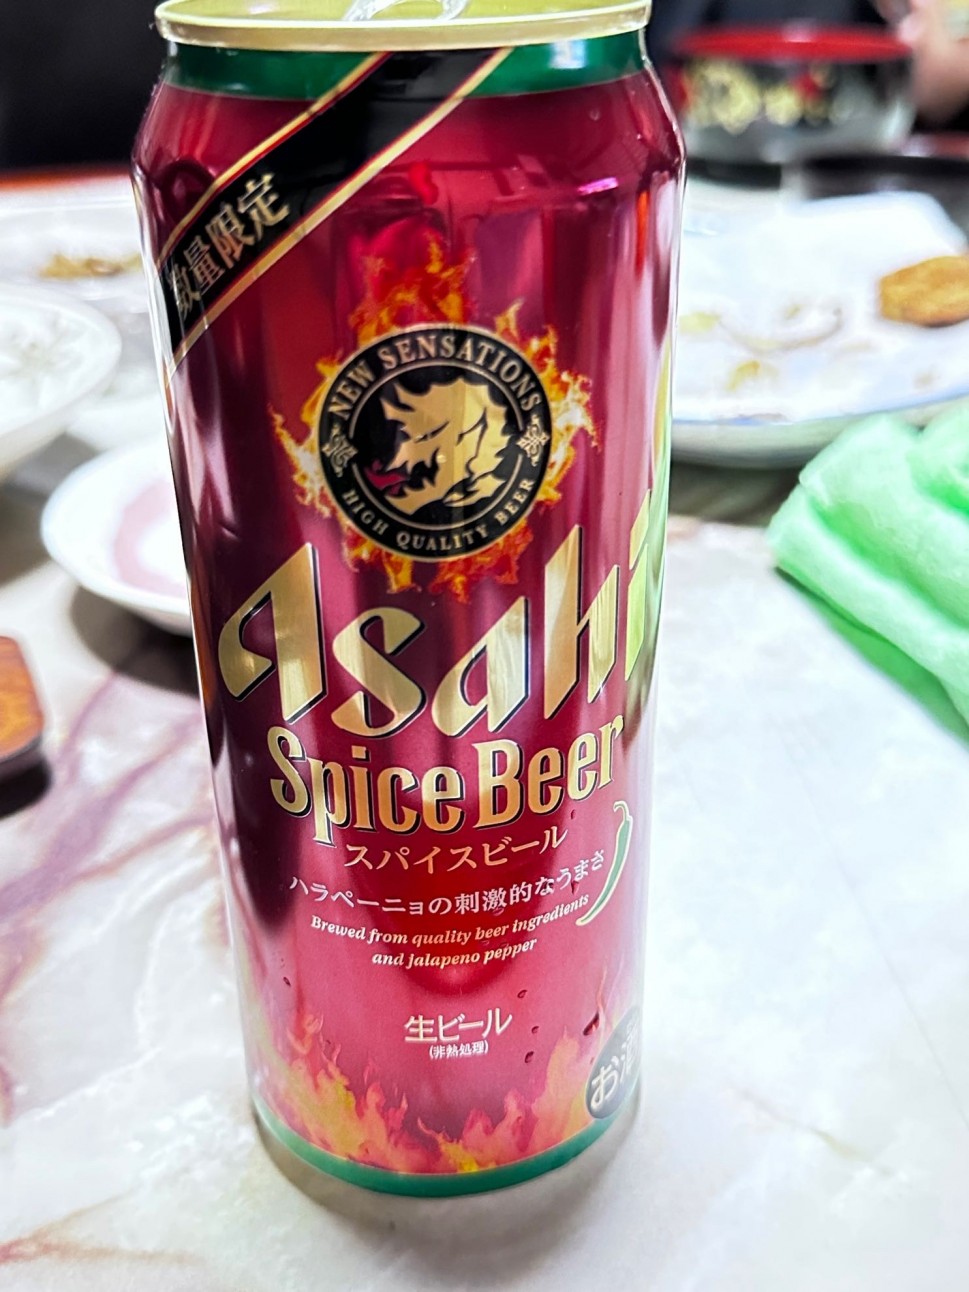 数量限定
NEW SENSATIONS
HIGH QUALITY BEER
Asahi
Spice Beer
スパイスビール
ハラペーニョの刺激的なうまさ
Brewed from quality beer ingredients
and jalapeno pepper
生ビール
(非熱処理)
お酒